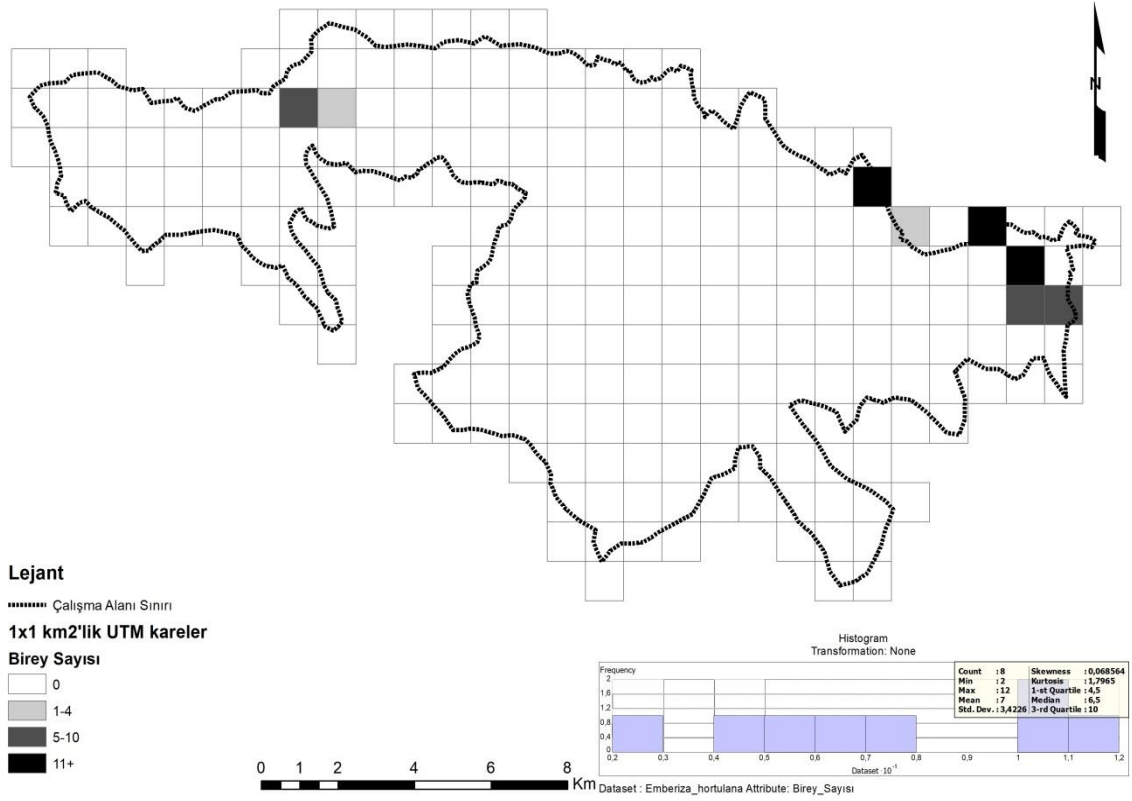 N
Lejant
Çalışma Alanı Sınırı
1x1 km2'lik UTM kareler
Birey Sayısı
0
1-4
5-10
11+
0 1 2 4 6 8
Km
Histogram
Transformation: None
Frequency
2
1,6
1,2
0,8
0,4
0
0,2 0,3 0,4 0,5 0,6 0,7 0,8 0,9 1 1,1 1,2
Dataset ·10⁻¹
Count : 8 Skewness : 0,068564
Min : 2 Kurtosis : 1,7965
Max : 12 1-st Quartile : 4,5
Mean : 7 Median : 6,5
Std. Dev. : 3,4226 3-rd Quartile : 10
Dataset : Emberiza_hortulana Attribute: Birey_Sayısı